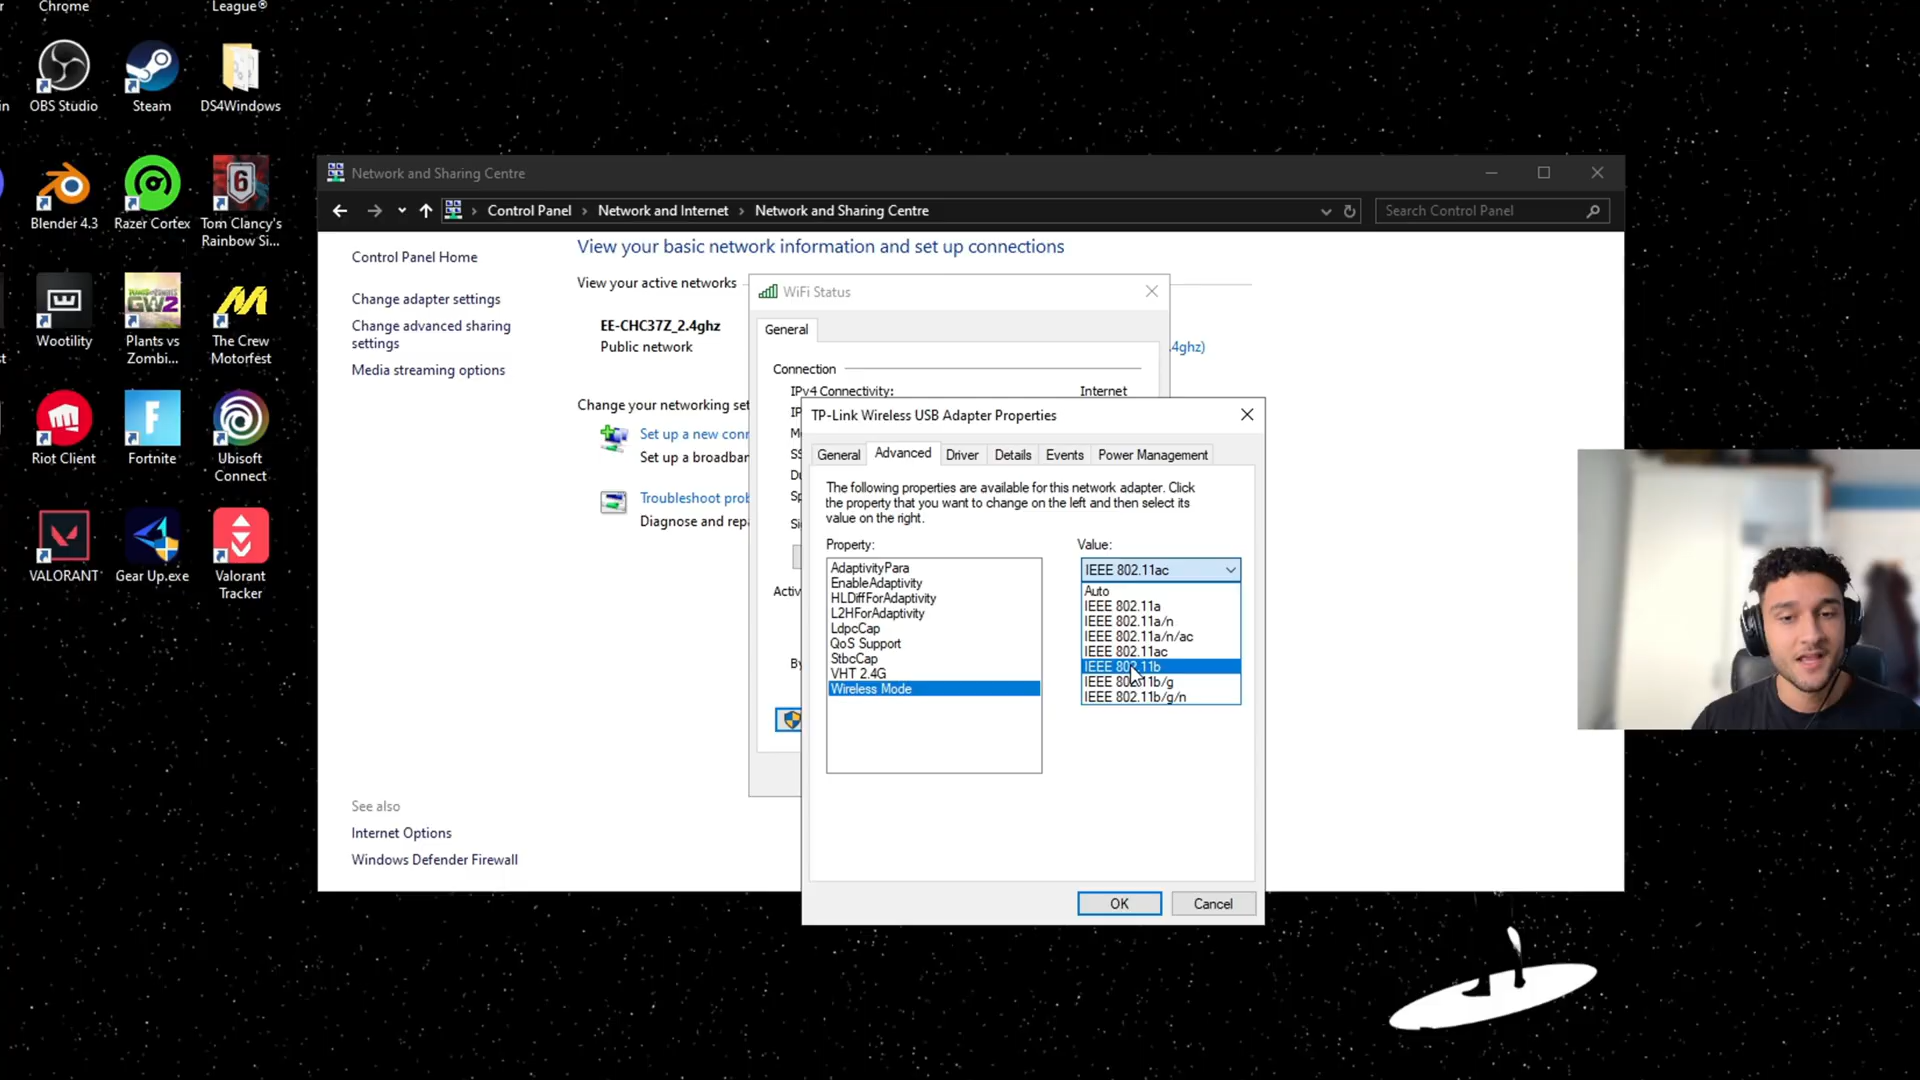 Chrome
League®
OBS Studio
Steam
DS4Windows
Blender 4.3
Razer Cortex
Tom Clancy's
Rainbow Si...
Wootility
Plants vs
Zombi...
The Crew
Motorfest
Riot Client
Fortnite
Ubisoft
Connect
VALORANT
Gear Up.exe
Valorant
Tracker
Network and Sharing Centre
Control Panel > Network and Internet > Network and Sharing Centre
Search Control Panel
Control Panel Home
Change adapter settings
Change advanced sharing
settings
Media streaming options
See also
Internet Options
Windows Defender Firewall
View your basic network information and set up connections
View your active networks
EE-CHC37Z_2.4ghz
Public network
.4ghz)
Change your networking set
Set up a new conr
Set up a broadbar
Troubleshoot prob
Diagnose and repa
WiFi Status
General
Connection
IPv4 Connectivity:
Internet
TP-Link Wireless USB Adapter Properties
General
Advanced
Driver
Details
Events
Power Management
The following properties are available for this network adapter. Click
the property that you want to change on the left and then select its
value on the right.
Property:
Value:
AdaptivityPara
EnableAdaptivity
HLDiffForAdaptivity
L2HForAdaptivity
LdpcCap
QoS Support
StbcCap
VHT 2.4G
Wireless Mode
IEEE 802.11ac
Auto
IEEE 802.11a
IEEE 802.11a/n
IEEE 802.11a/n/ac
IEEE 802.11ac
IEEE 802.11b
IEEE 802.11b/g
IEEE 802.11b/g/n
OK
Cancel